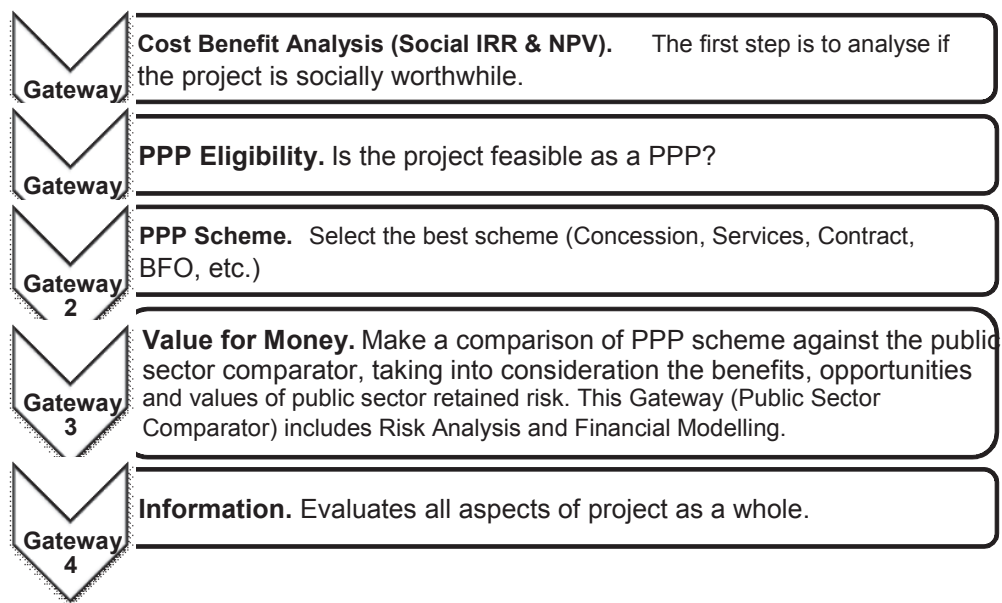 Gateway
Cost Benefit Analysis (Social IRR & NPV). The first step is to analyse if
the project is socially worthwhile.
Gateway
PPP Eligibility. Is the project feasible as a PPP?
Gateway
2
PPP Scheme. Select the best scheme (Concession, Services, Contract,
BFO, etc.)
Gateway
3
Value for Money. Make a comparison of PPP scheme against the public
sector comparator, taking into consideration the benefits, opportunities
and values of public sector retained risk. This Gateway (Public Sector
Comparator) includes Risk Analysis and Financial Modelling.
Gateway
4
Information. Evaluates all aspects of project as a whole.